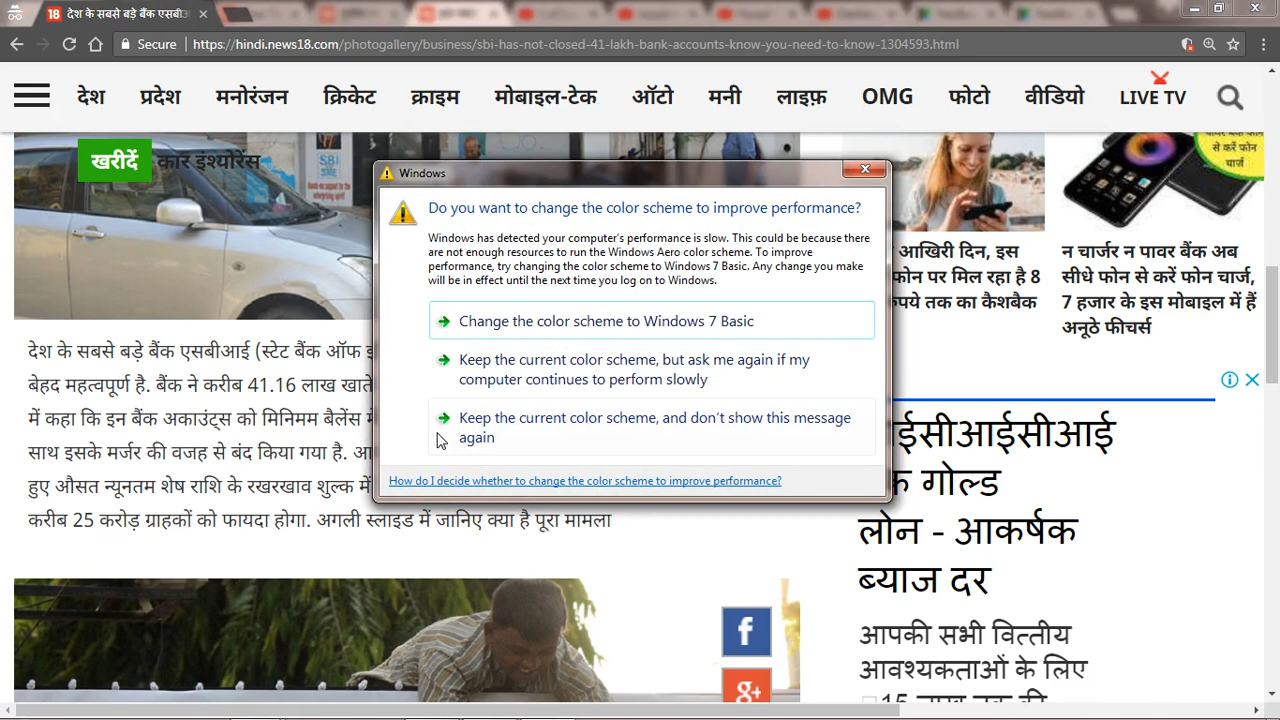 18 देश के सबसे बड़े बैंक एसबीआ
Secure https://hindi.news18.com/photogallery/business/sbi-has-not-closed-41-lakh-bank-accounts-know-you-need-to-know-1304593.html
देश प्रदेश मनोरंजन क्रिकेट क्राइम मोबाइल-टेक ऑटो मनी लाइफ़ OMG फोटो वीडियो LIVE TV
खरीदें कार इंश्योरेंस
SBI
से करें फोन
चार्ज
Windows
Do you want to change the color scheme to improve performance?
Windows has detected your computer's performance is slow. This could be because there
are not enough resources to run the Windows Aero color scheme. To improve
performance, try changing the color scheme to Windows 7 Basic. Any change you make
will be in effect until the next time you log on to Windows.
Change the color scheme to Windows 7 Basic
Keep the current color scheme, but ask me again if my
computer continues to perform slowly
Keep the current color scheme, and don't show this message
again
How do I decide whether to change the color scheme to improve performance?
आखिरी दिन, इस
फोन पर मिल रहा है 8
तक का कैशबैक
न चार्जर न पावर बैंक अब
सीधे फोन से करें फोन चार्ज,
7 हजार के इस मोबाइल में हैं
अनूठे फीचर्स
देश के सबसे बड़े बैंक एसबीआई (स्टेट बैंक ऑफ
बेहद महत्वपूर्ण है. बैंक ने करीब 41.16 लाख खाते
में कहा कि इन बैंक अकाउंट्स को मिनिमम बैलेंस
साथ इसके मर्जर की वजह से बंद किया गया है.
हुए औसत न्यूनतम शेष राशि के रखरखाव शुल्क में
करीब 25 करोड़ ग्राहकों को फायदा होगा. अगली स्लाइड में जानिए क्या है पूरा मामला
गोल्ड
लोन - आकर्षक
ब्याज दर
आपकी सभी वित्तीय
आवश्यकताओं के लिए
f
g+